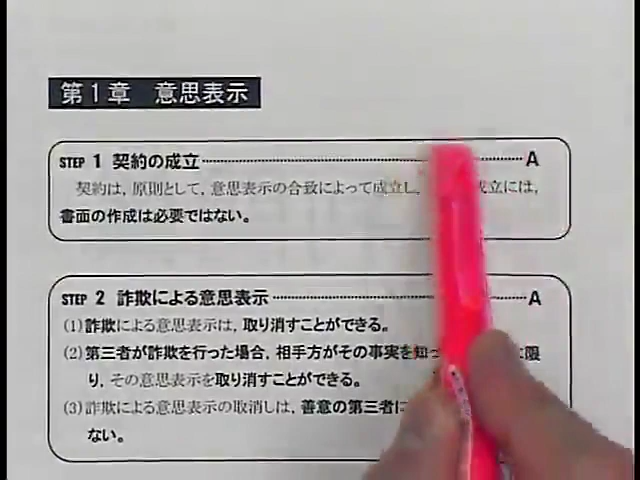 第1章 意思表示
STEP 1 契約の成立 A
契約は，原則として，意思表示の合致によって成立し， 成立には，
書面の作成は必要ではない。
STEP 2 詐欺による意思表示 A
(1)詐欺による意思表示は，取り消すことができる。
(2)第三者が詐欺を行った場合，相手方がその事実を知っ に限
り，その意思表示を取り消すことができる。
(3)詐欺による意思表示の取消しは，善意の第三者に
ない。